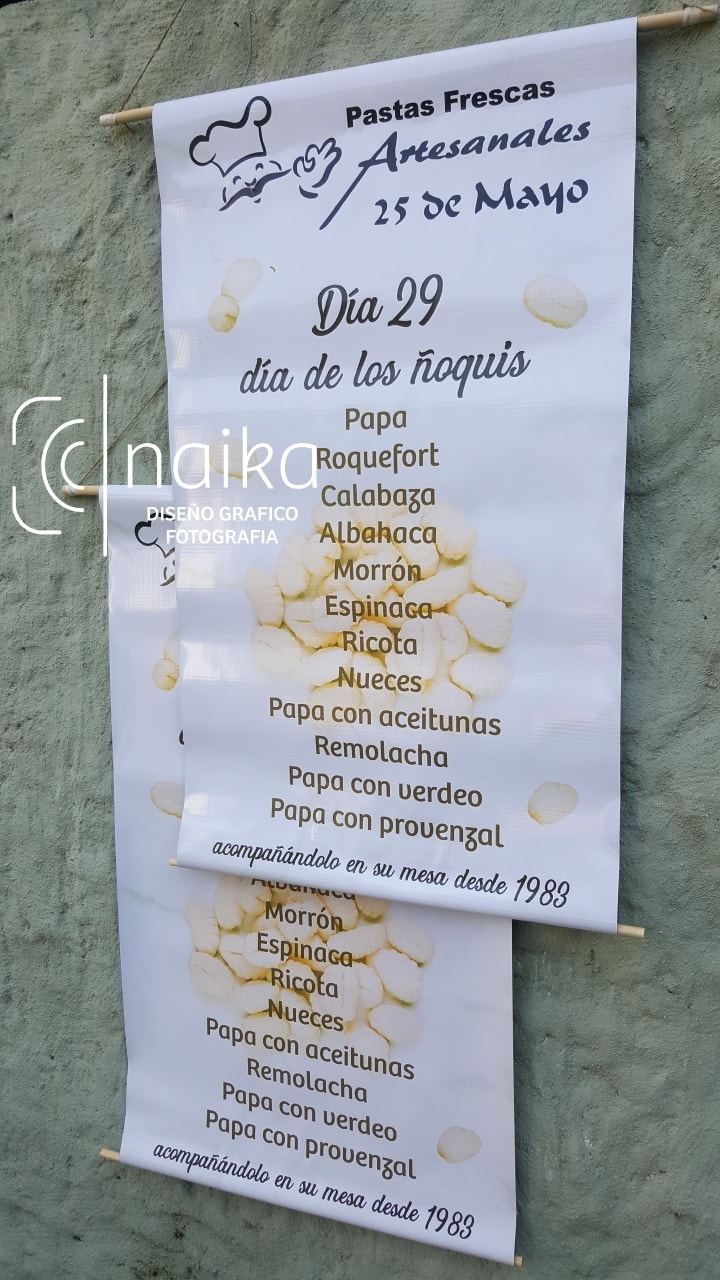 Pastas Frescas
Artesanales
25 de Mayo
Día 29
día de los ñoquis
Papa
Roquefort
Calabaza
Albahaca
Morrón
Espinaca
Ricota
Nueces
Papa con aceitunas
Remolacha
Papa con verdeo
Papa con provenzal
acompañándolo en su mesa desde 1983
naika
DISEÑO GRAFICO
FOTOGRAFIA
Albahaca
Morrón
Espinaca
Ricota
Nueces
Papa con aceitunas
Remolacha
Papa con verdeo
Papa con provenzal
acompañándolo en su mesa desde 1983